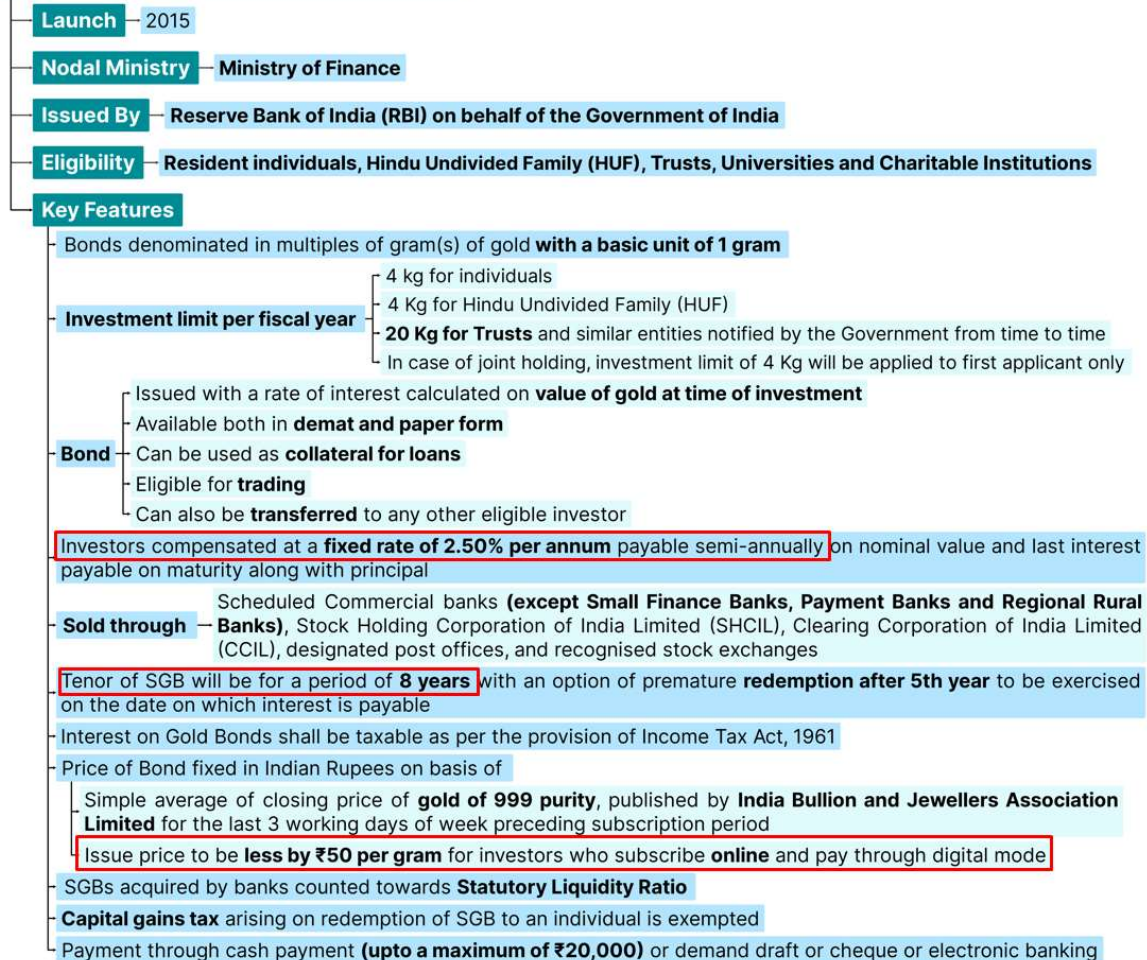 Launch 2015
Nodal Ministry Ministry of Finance
Issued By Reserve Bank of India (RBI) on behalf of the Government of India
Eligibility Resident individuals, Hindu Undivided Family (HUF), Trusts, Universities and Charitable Institutions
Key Features
Bonds denominated in multiples of gram(s) of gold with a basic unit of 1 gram
Investment limit per fiscal year
4 kg for individuals
4 Kg for Hindu Undivided Family (HUF)
20 Kg for Trusts and similar entities notified by the Government from time to time
In case of joint holding, investment limit of 4 Kg will be applied to first applicant only
Bond
Issued with a rate of interest calculated on value of gold at time of investment
Available both in demat and paper form
Can be used as collateral for loans
Eligible for trading
Can also be transferred to any other eligible investor
Investors compensated at a fixed rate of 2.50% per annum payable semi-annually on nominal value and last interest
payable on maturity along with principal
Sold through
Scheduled Commercial banks (except Small Finance Banks, Payment Banks and Regional Rural
Banks), Stock Holding Corporation of India Limited (SHCIL), Clearing Corporation of India Limited
(CCIL), designated post offices, and recognised stock exchanges
Tenor of SGB will be for a period of 8 years with an option of premature redemption after 5th year to be exercised
on the date on which interest is payable
Interest on Gold Bonds shall be taxable as per the provision of Income Tax Act, 1961
Price of Bond fixed in Indian Rupees on basis of
Simple average of closing price of gold of 999 purity, published by India Bullion and Jewellers Association
Limited for the last 3 working days of week preceding subscription period
Issue price to be less by ₹50 per gram for investors who subscribe online and pay through digital mode
SGBs acquired by banks counted towards Statutory Liquidity Ratio
Capital gains tax arising on redemption of SGB to an individual is exempted
Payment through cash payment (upto a maximum of ₹20,000) or demand draft or cheque or electronic banking